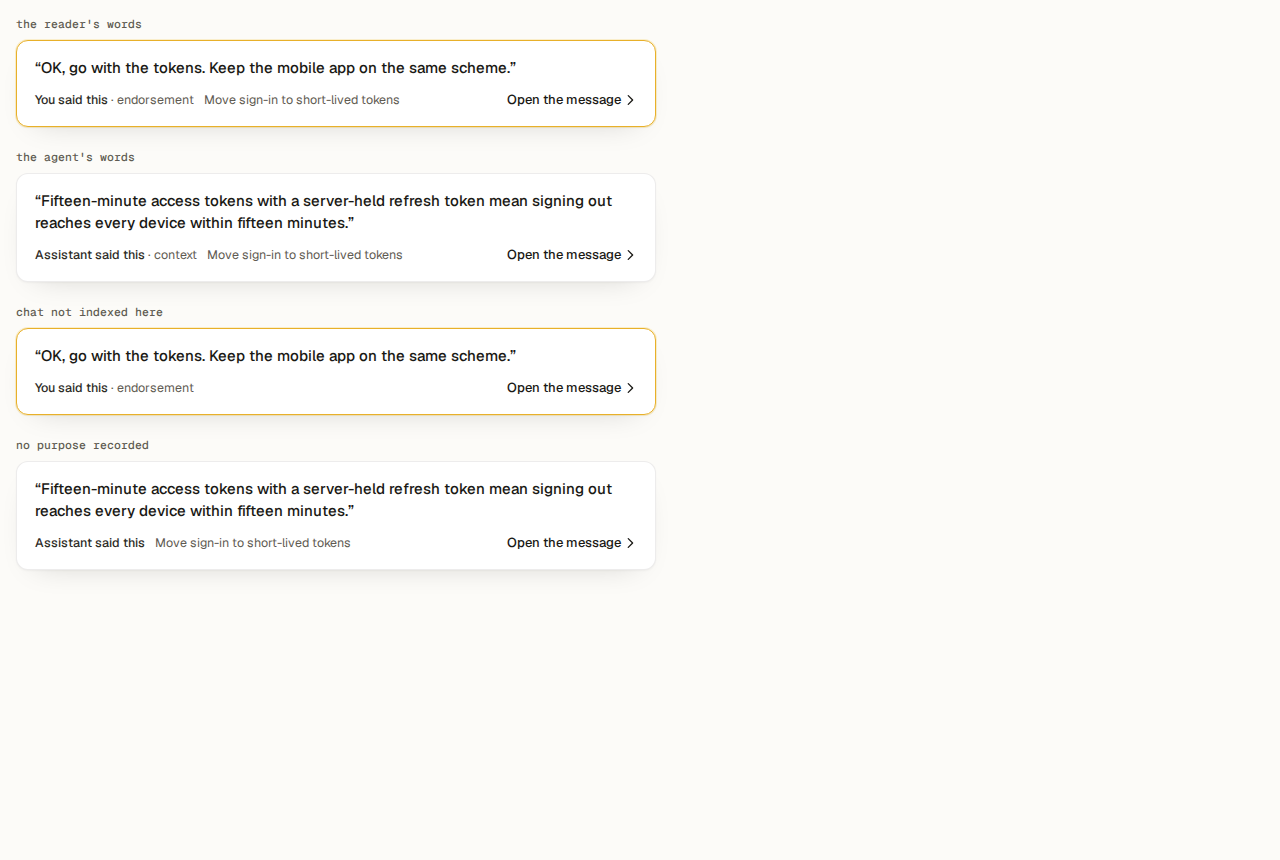 the reader's words
“OK, go with the tokens. Keep the mobile app on the same scheme.”
You said this · endorsement Move sign-in to short-lived tokens Open the message
the agent's words
“Fifteen-minute access tokens with a server-held refresh token mean signing out
reaches every device within fifteen minutes.”
Assistant said this · context Move sign-in to short-lived tokens Open the message
chat not indexed here
“OK, go with the tokens. Keep the mobile app on the same scheme.”
You said this · endorsement Open the message
no purpose recorded
“Fifteen-minute access tokens with a server-held refresh token mean signing out
reaches every device within fifteen minutes.”
Assistant said this Move sign-in to short-lived tokens Open the message